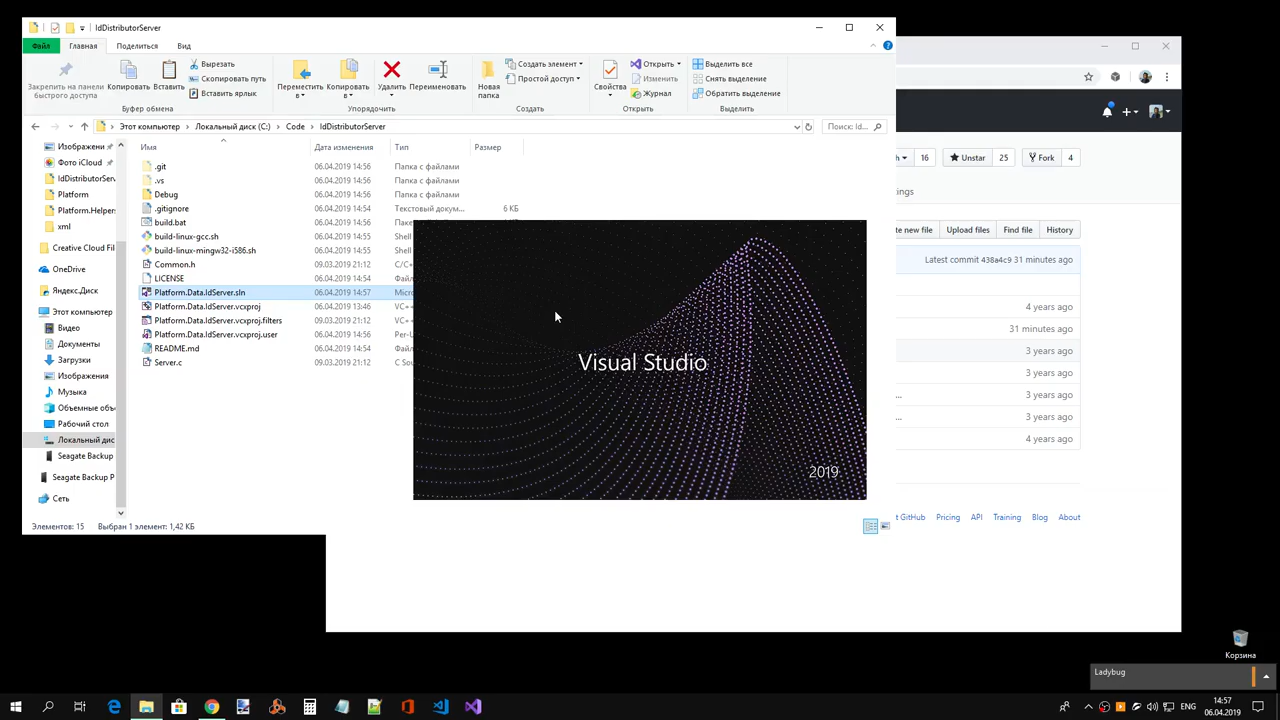 IdDistributorServer
Файл Главная Поделиться Вид
Закрепить на панели быстрого доступа
Копировать
Вставить
Вырезать
Скопировать путь
Вставить ярлык
Буфер обмена
Переместить в
Копировать в
Удалить
Переименовать
Упорядочить
Новая папка
Создать элемент
Простой доступ
Создать
Свойства
Открыть
Изменить
Журнал
Открыть
Выделить все
Снять выделение
Обратить выделение
Выделить
Этот компьютер Локальный диск (C:) Code IdDistributorServer
Поиск: Id...
Имя Дата изменения Тип Размер
.git 06.04.2019 14:56 Папка с файлами
.vs 06.04.2019 14:56 Папка с файлами
Debug 06.04.2019 14:56 Папка с файлами
.gitignore 06.04.2019 14:54 Текстовый докум... 6 КБ
build.bat 06.04.2019 14:54
build-linux-gcc.sh 06.04.2019 14:55 Shell
build-linux-mingw32-i586.sh 06.04.2019 14:55 Shell
Common.h 09.03.2019 21:12 C/C+
LICENSE 06.04.2019 14:54
Platform.Data.IdServer.sln 06.04.2019 14:57 Micro
Platform.Data.IdServer.vcxproj 06.04.2019 13:46 VC++
Platform.Data.IdServer.vcxproj.filters 09.03.2019 21:12 VC++
Platform.Data.IdServer.vcxproj.user 06.04.2019 14:56 Per-U
README.md 06.04.2019 14:54
Server.c 09.03.2019 21:12 C Sou
Изображени
Фото iCloud
IdDistributorServ
Platform
Platform.Helpers
xml
Creative Cloud Fil
OneDrive
Яндекс.Диск
Этот компьютер
Видео
Документы
Загрузки
Изображения
Музыка
Объемные объ
Рабочий стол
Локальный дис
Seagate Backup
Seagate Backup P
Сеть
Элементов: 15 Выбран 1 элемент: 1,42 КБ
Visual Studio
2019
16 Unstar 25 Fork 4
ings
te new file Upload files Find file History
Latest commit 438a4c9 31 minutes ago
4 years ago
31 minutes ago
3 years ago
3 years ago
... 3 years ago
... 3 years ago
4 years ago
t GitHub Pricing API Training Blog About
Корзина
Ladybug
ENG
14:57
06.04.2019